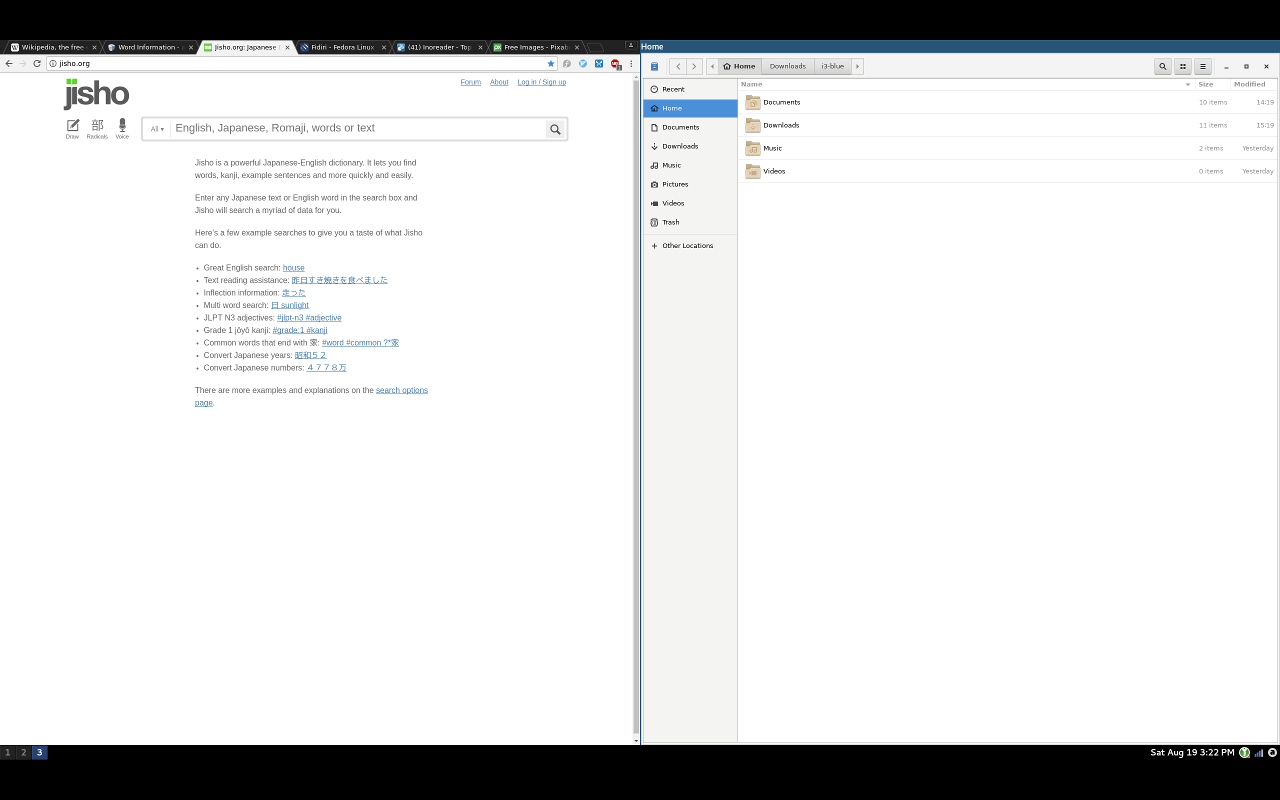 Wikipedia, the free
Word Information -
Jisho.org: Japanese
Fidiri - Fedora Linux
(41) Inoreader - Top
Free Images - Pixab
jisho.org
Forum
About
Log in / Sign up
jisho
Draw
Radicals
Voice
部
All
English, Japanese, Romaji, words or text
Jisho is a powerful Japanese-English dictionary. It lets you find
words, kanji, example sentences and more quickly and easily.
Enter any Japanese text or English word in the search box and
Jisho will search a myriad of data for you.
Here's a few example searches to give you a taste of what Jisho
can do.
• Great English search: house
• Text reading assistance: 昨日すき焼きを食べました
• Inflection information: 走った
• Multi word search: 日 sunlight
• JLPT N3 adjectives: #jlpt-n3 #adjective
• Grade 1 jōyō kanji: #grade:1 #kanji
• Common words that end with 家: #word #common ?*家
• Convert Japanese years: 昭和５２
• Convert Japanese numbers: ４７７８万
There are more examples and explanations on the search options
page.
Home
Home
Downloads
i3-blue
Recent
Home
Documents
Downloads
Music
Pictures
Videos
Trash
Other Locations
Name Size Modified
Documents 10 items 14:19
Downloads 11 items 15:19
Music 2 items Yesterday
Videos 0 items Yesterday
1 2 3
Sat Aug 19 3:22 PM